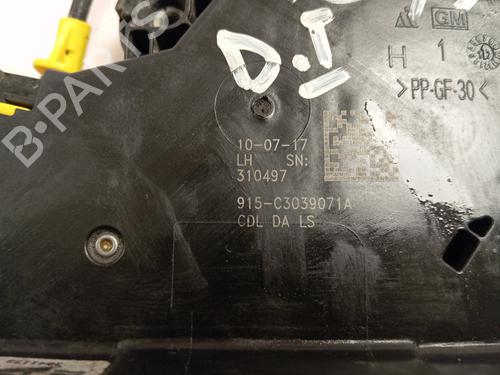 GM
H 1
>PP-GF-30<
D.I
10-07-17
LH SN:
310497
915-C3039071A
CDL DA LS
B-PARTS